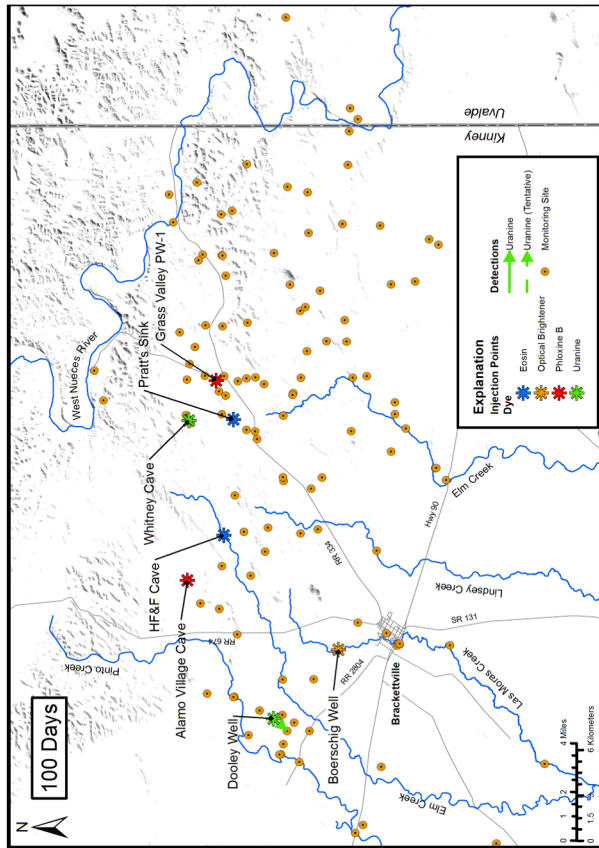 100 Days
N
Pinto Creek
RR 674
West Nueces River
Alamo Village Cave
HF&F Cave
Whitney Cave
Pratt's Sink
Grass Valley PW-1
Dooley Well
Boerschig Well
RR 2804
RR 334
Bracketville
Hwy 90
SR 131
Elm Creek
Las Moras Creek
Lindsey Creek
Elm Creek
Kinney
Uvalde
Explanation
Injection Points
Dye
Eosin
Optical Brightener
Phloxine B
Uranine
Detections
Uranine
Uranine (Tentative)
Monitoring Site
0 1 2 4 Miles
0 1.5 3 6 Kilometers